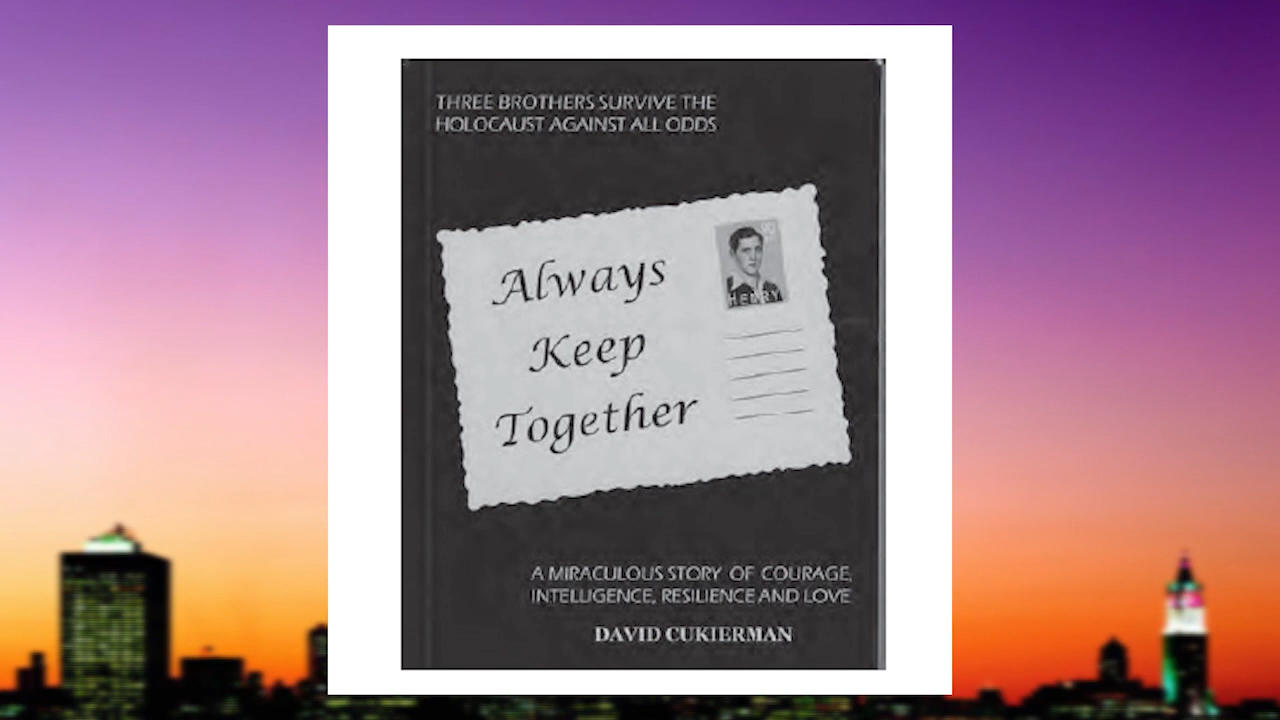 THREE BROTHERS SURVIVE THE
HOLOCAUST AGAINST ALL ODDS
Always
Keep
Together
HENRY
A MIRACULOUS STORY OF COURAGE,
INTELLIGENCE, RESILIENCE AND LOVE
DAVID CUKIERMAN